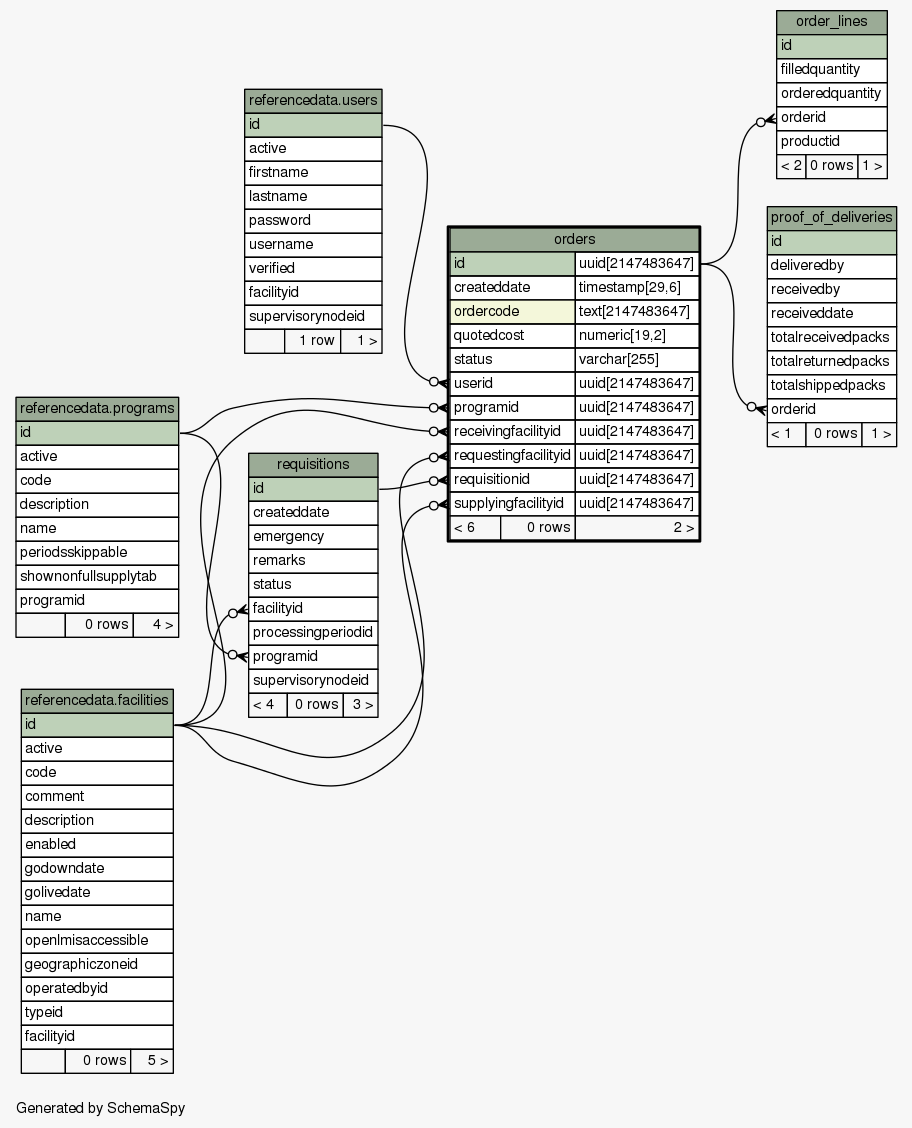 order_lines
id
filledquantity
orderedquantity
orderid
productid
< 2 0 rows 1 >
referencedata.users
id
active
firstname
lastname
password
username
verified
facilityid
supervisorynodeid
1 row 1 >
proof_of_deliveries
id
deliveredby
receivedby
receiveddate
totalreceivedpacks
totalreturnedpacks
totalshippedpacks
orderid
< 1 0 rows 1 >
orders
id uuid[2147483647]
createddate timestamp[29,6]
ordercode text[2147483647]
quotedcost numeric[19,2]
status varchar[255]
userid uuid[2147483647]
programid uuid[2147483647]
receivingfacilityid uuid[2147483647]
requestingfacilityid uuid[2147483647]
requisitionid uuid[2147483647]
supplyingfacilityid uuid[2147483647]
< 6 0 rows 2 >
referencedata.programs
id
active
code
description
name
periodsskippable
shownonfullsupplytab
programid
0 rows 4 >
requisitions
id
createddate
emergency
remarks
status
facilityid
processingperiodid
programid
supervisorynodeid
< 4 0 rows 3 >
referencedata.facilities
id
active
code
comment
description
enabled
godowndate
golivedate
name
openlmisaccessible
geographiczoneid
operatedbyid
typeid
facilityid
0 rows 5 >
Generated by SchemaSpy